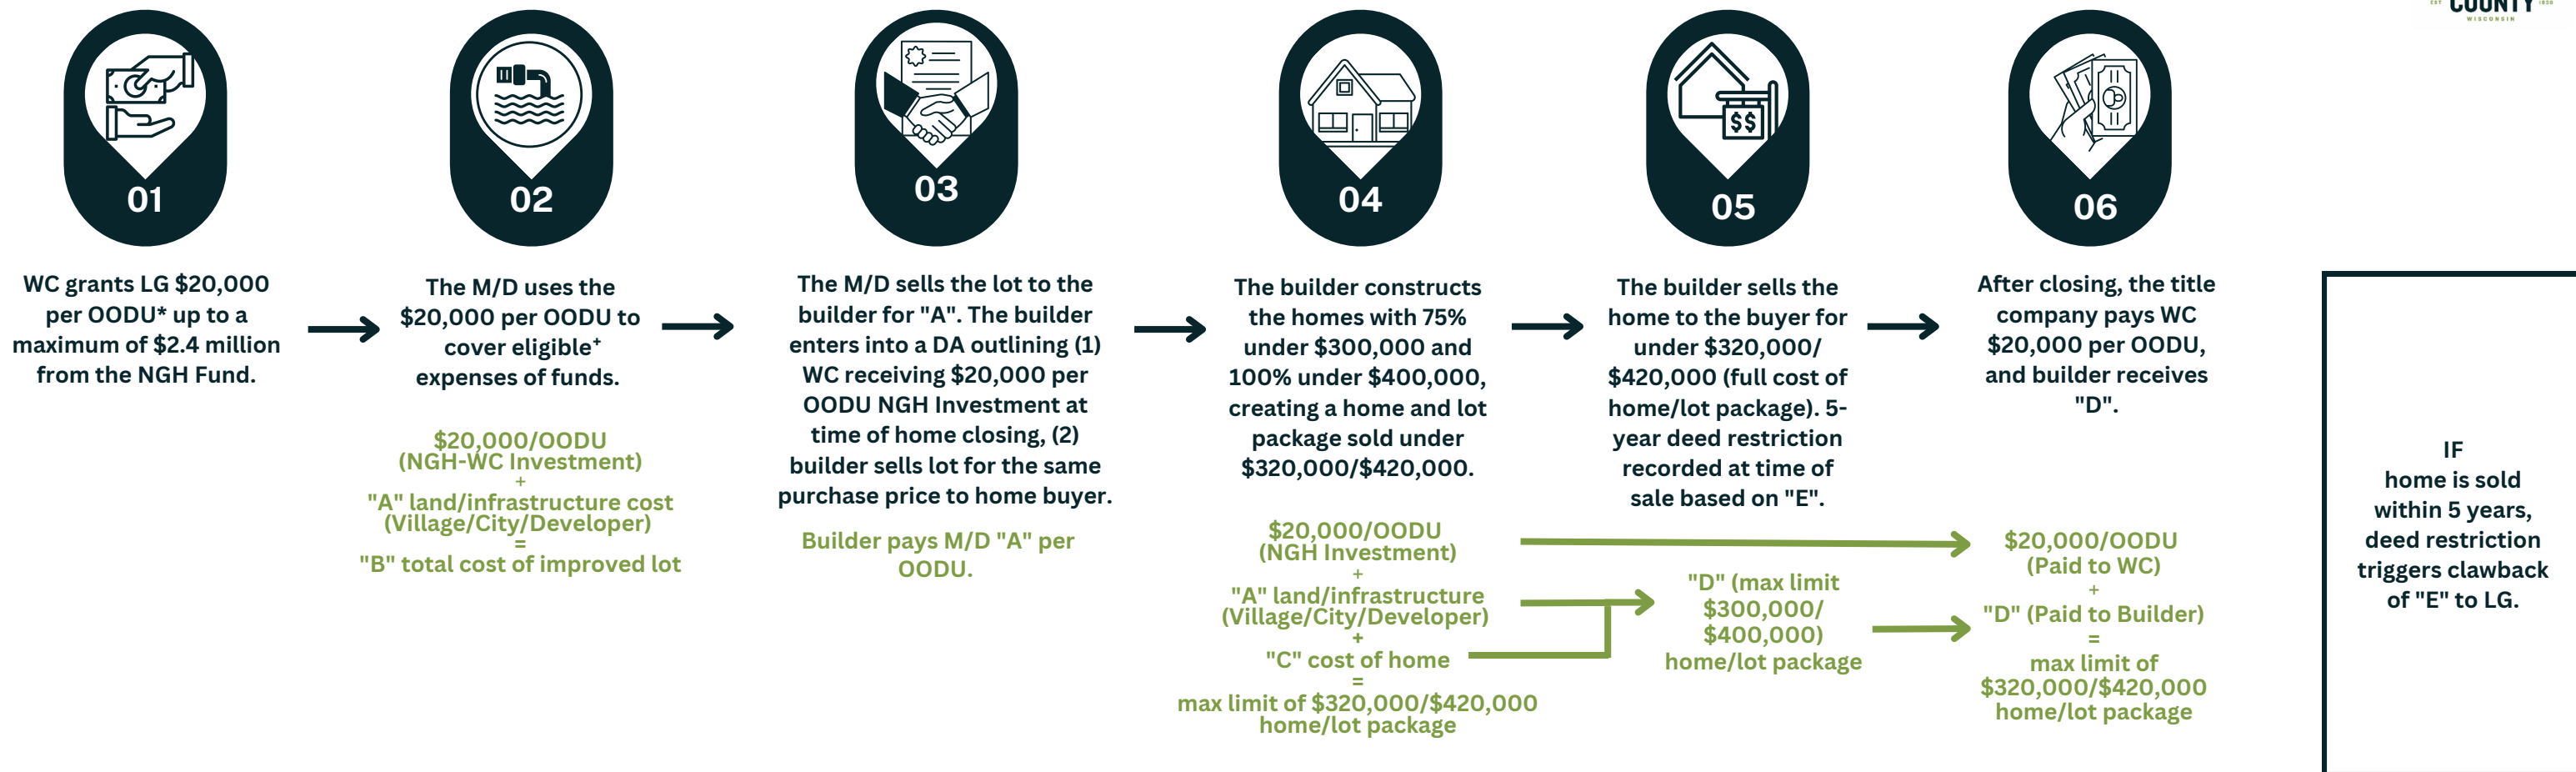 EST COUNTY 1836
WISCONSIN
01
WC grants LG $20,000
per OODU* up to a
maximum of $2.4 million
from the NGH Fund.
02
The M/D uses the
$20,000 per OODU to
cover eligible⁺
expenses of funds.
$20,000/OODU
(NGH-WC Investment)
+
"A" land/infrastructure cost
(Village/City/Developer)
=
"B" total cost of improved lot
03
The M/D sells the lot to the
builder for "A". The builder
enters into a DA outlining (1)
WC receiving $20,000 per
OODU NGH Investment at
time of home closing, (2)
builder sells lot for the same
purchase price to home buyer.
Builder pays M/D "A" per
OODU.
04
The builder constructs
the homes with 75%
under $300,000 and
100% under $400,000,
creating a home and lot
package sold under
$320,000/$420,000.
$20,000/OODU
(NGH Investment)
+
"A" land/infrastructure
(Village/City/Developer)
+
"C" cost of home
=
max limit of $320,000/$420,000
home/lot package
05
$$
The builder sells the
home to the buyer for
under $320,000/
$420,000 (full cost of
home/lot package). 5-
year deed restriction
recorded at time of
sale based on "E".
"D" (max limit
$300,000/
$400,000)
home/lot package
06
After closing, the title
company pays WC
$20,000 per OODU,
and builder receives
"D".
$20,000/OODU
(Paid to WC)
+
"D" (Paid to Builder)
=
max limit of
$320,000/$420,000
home/lot package
IF
home is sold
within 5 years,
deed restriction
triggers clawback
of "E" to LG.